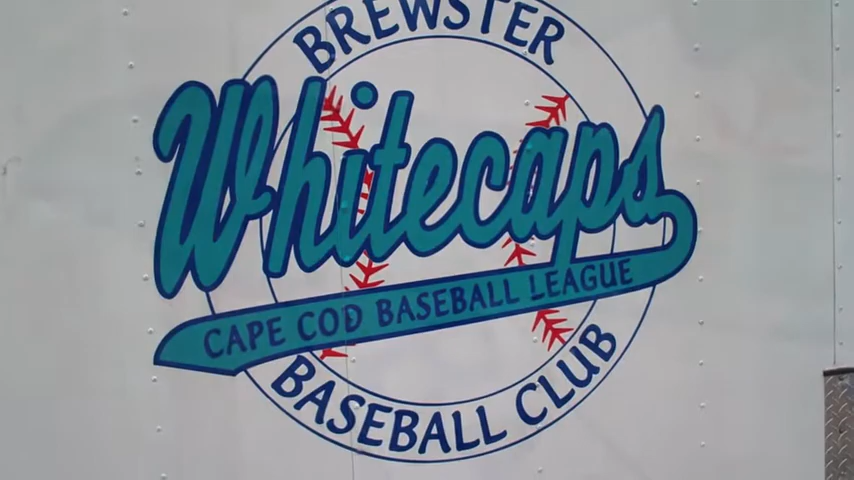 BREWSTER
Whitecaps
CAPE COD BASEBALL LEAGUE
BASEBALL CLUB